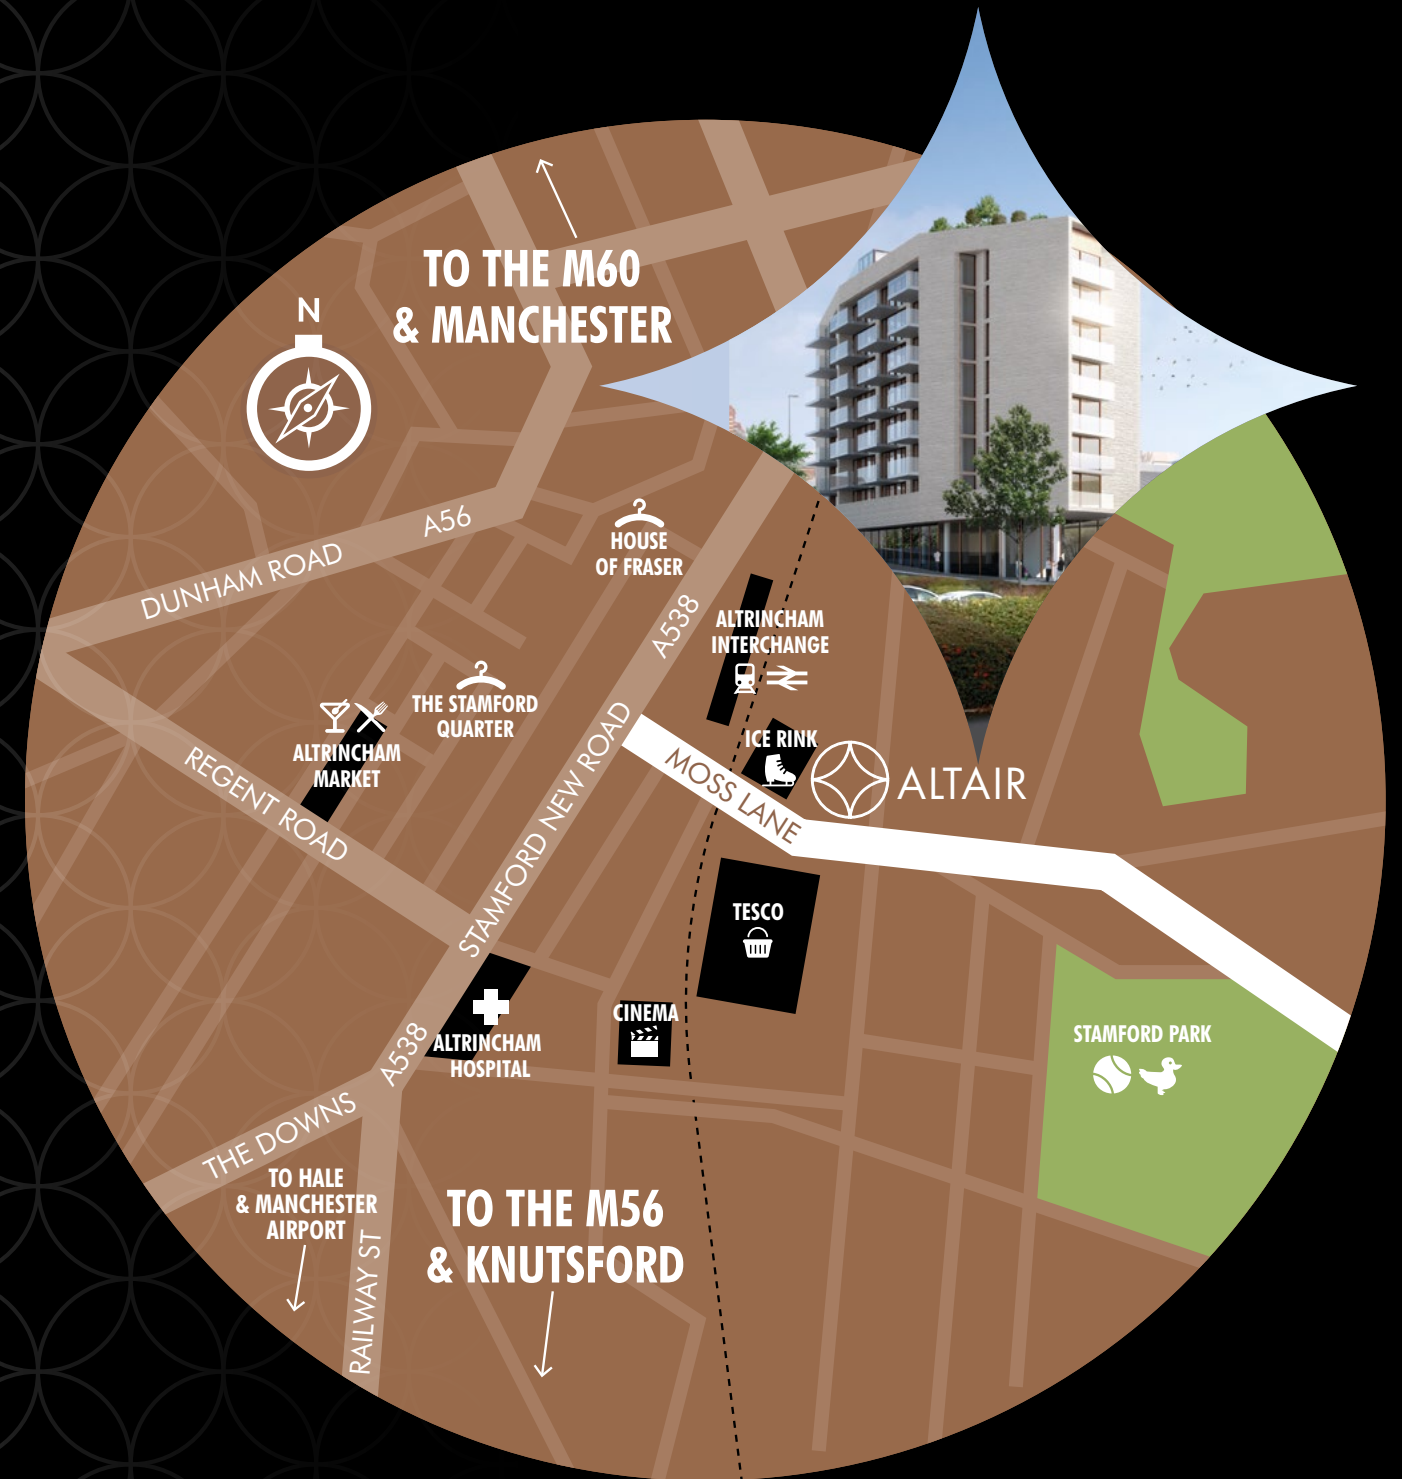 TO THE M60
& MANCHESTER
N
A56
DUNHAM ROAD
HOUSE
OF FRASER
A538
ALTRINCHAM
INTERCHANGE
THE STAMFORD
QUARTER
ALTRINCHAM
MARKET
STAMFORD NEW ROAD
REGENT ROAD
ICE RINK
MOSS LANE
ALTAIR
TESCO
CINEMA
ALTRINCHAM
HOSPITAL
STAMFORD PARK
A538
THE DOWNS
TO HALE
& MANCHESTER
AIRPORT
RAILWAY ST
TO THE M56
& KNUTSFORD